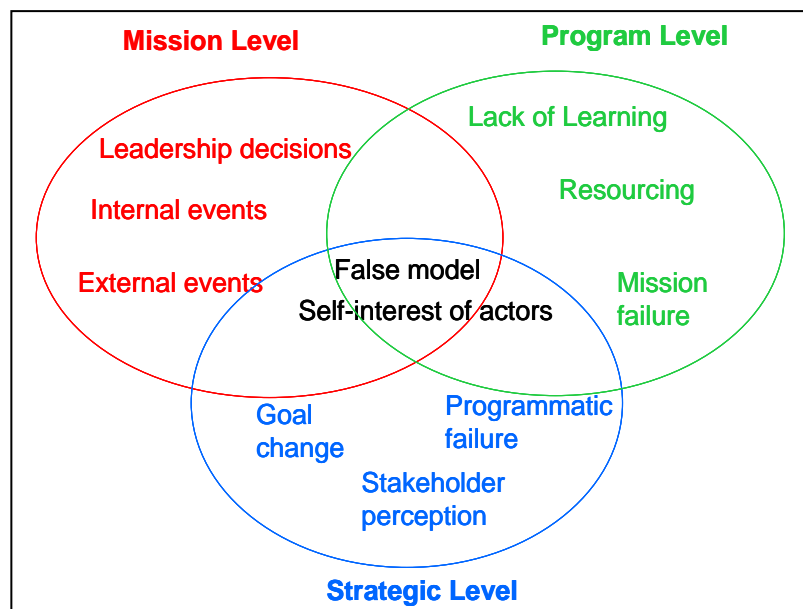 Mission Level
Program Level
Leadership decisions
Internal events
External events
Lack of Learning
Resourcing
Mission
failure
False model
Self-interest of actors
Goal
change
Programmatic
failure
Stakeholder
perception
Strategic Level